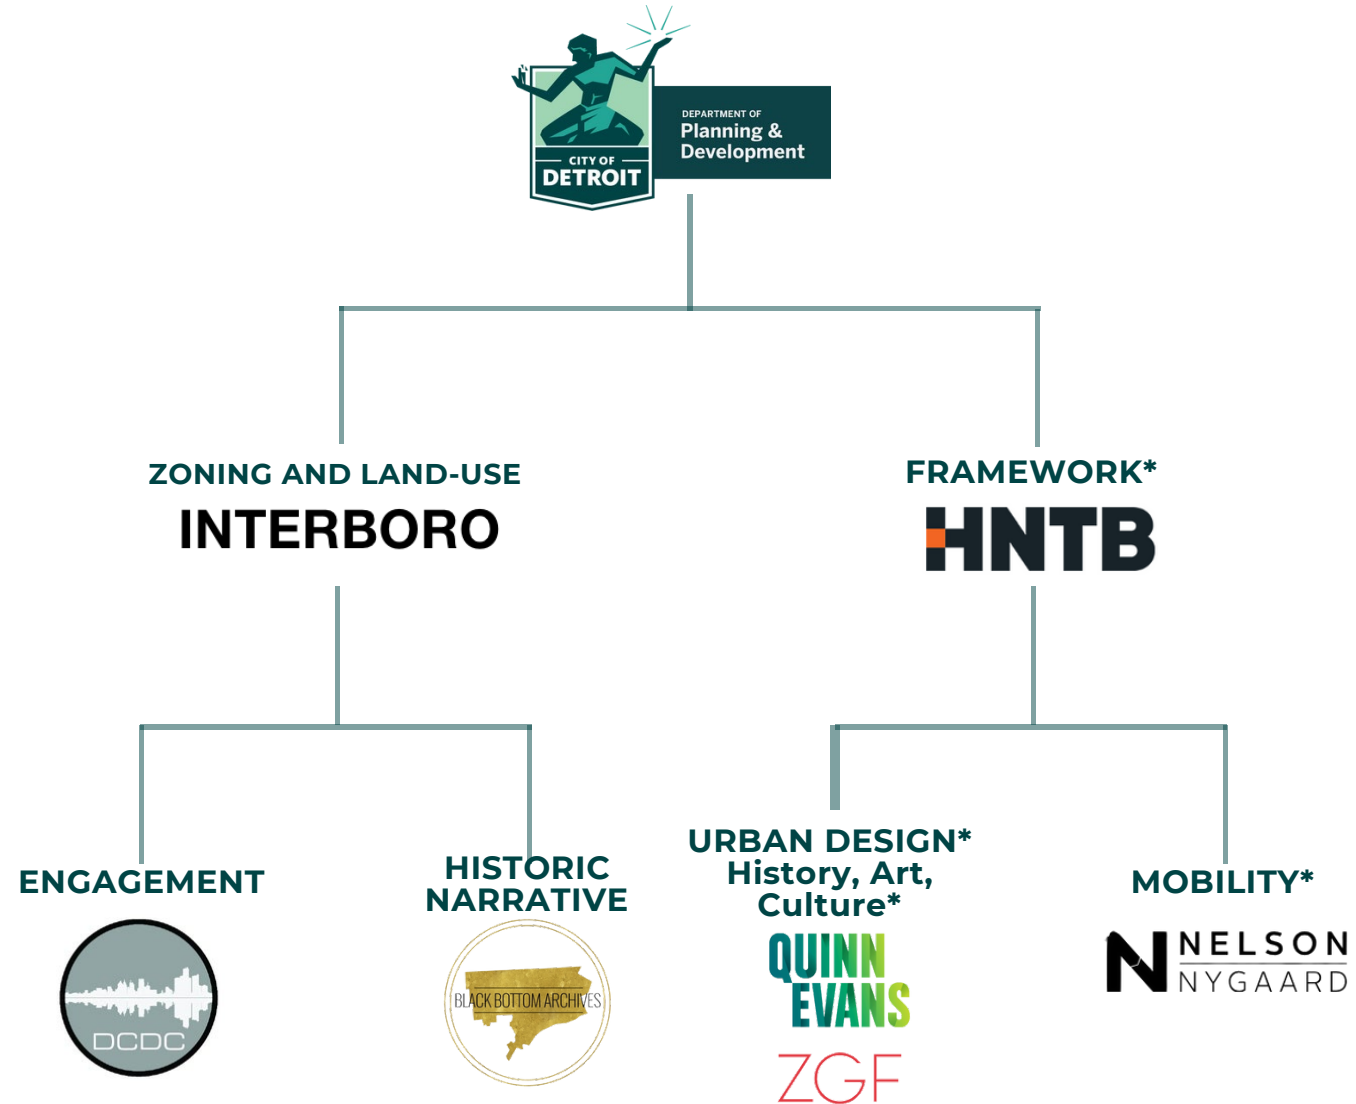 DEPARTMENT OF
Planning &
Development
CITY OF
DETROIT
ZONING AND LAND-USE
INTERBORO
FRAMEWORK*
HNTB
ENGAGEMENT
DCDC
HISTORIC
NARRATIVE
BLACK BOTTOM ARCHIVES
URBAN DESIGN*
History, Art,
Culture*
QUINN
EVANS
ZGF
MOBILITY*
N NELSON
NYGAARD